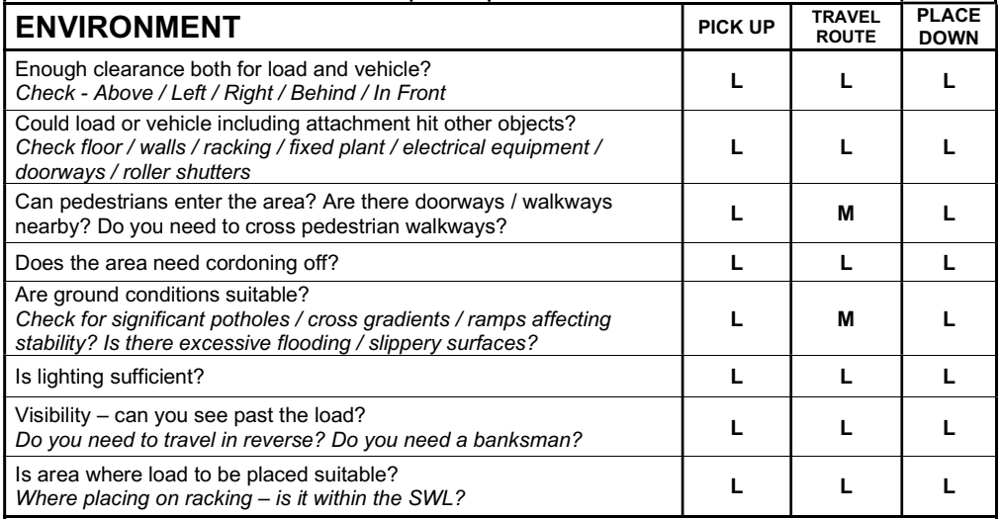 ENVIRONMENT PICK UP TRAVEL ROUTE PLACE DOWN
Enough clearance both for load and vehicle?
Check - Above / Left / Right / Behind / In Front
L L L
Could load or vehicle including attachment hit other objects?
Check floor / walls / racking / fixed plant / electrical equipment /
doorways / roller shutters
L L L
Can pedestrians enter the area? Are there doorways / walkways
nearby? Do you need to cross pedestrian walkways?
L M L
Does the area need cordoning off? L L L
Are ground conditions suitable?
Check for significant potholes / cross gradients / ramps affecting
stability? Is there excessive flooding / slippery surfaces?
L M L
Is lighting sufficient? L L L
Visibility – can you see past the load?
Do you need to travel in reverse? Do you need a banksman?
L L L
Is area where load to be placed suitable?
Where placing on racking – is it within the SWL?
L L L